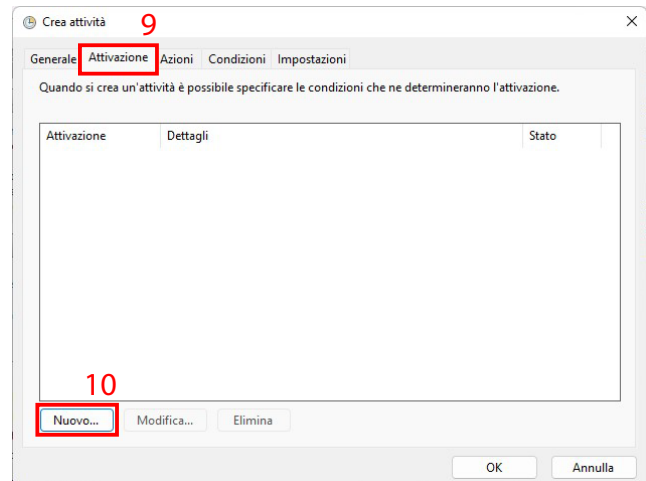 Crea attività
9
Generale Attivazione Azioni Condizioni Impostazioni
Quando si crea un'attività è possibile specificare le condizioni che ne determineranno l'attivazione.
Attivazione Dettagli Stato
10
Nuovo... Modifica... Elimina
OK Annulla